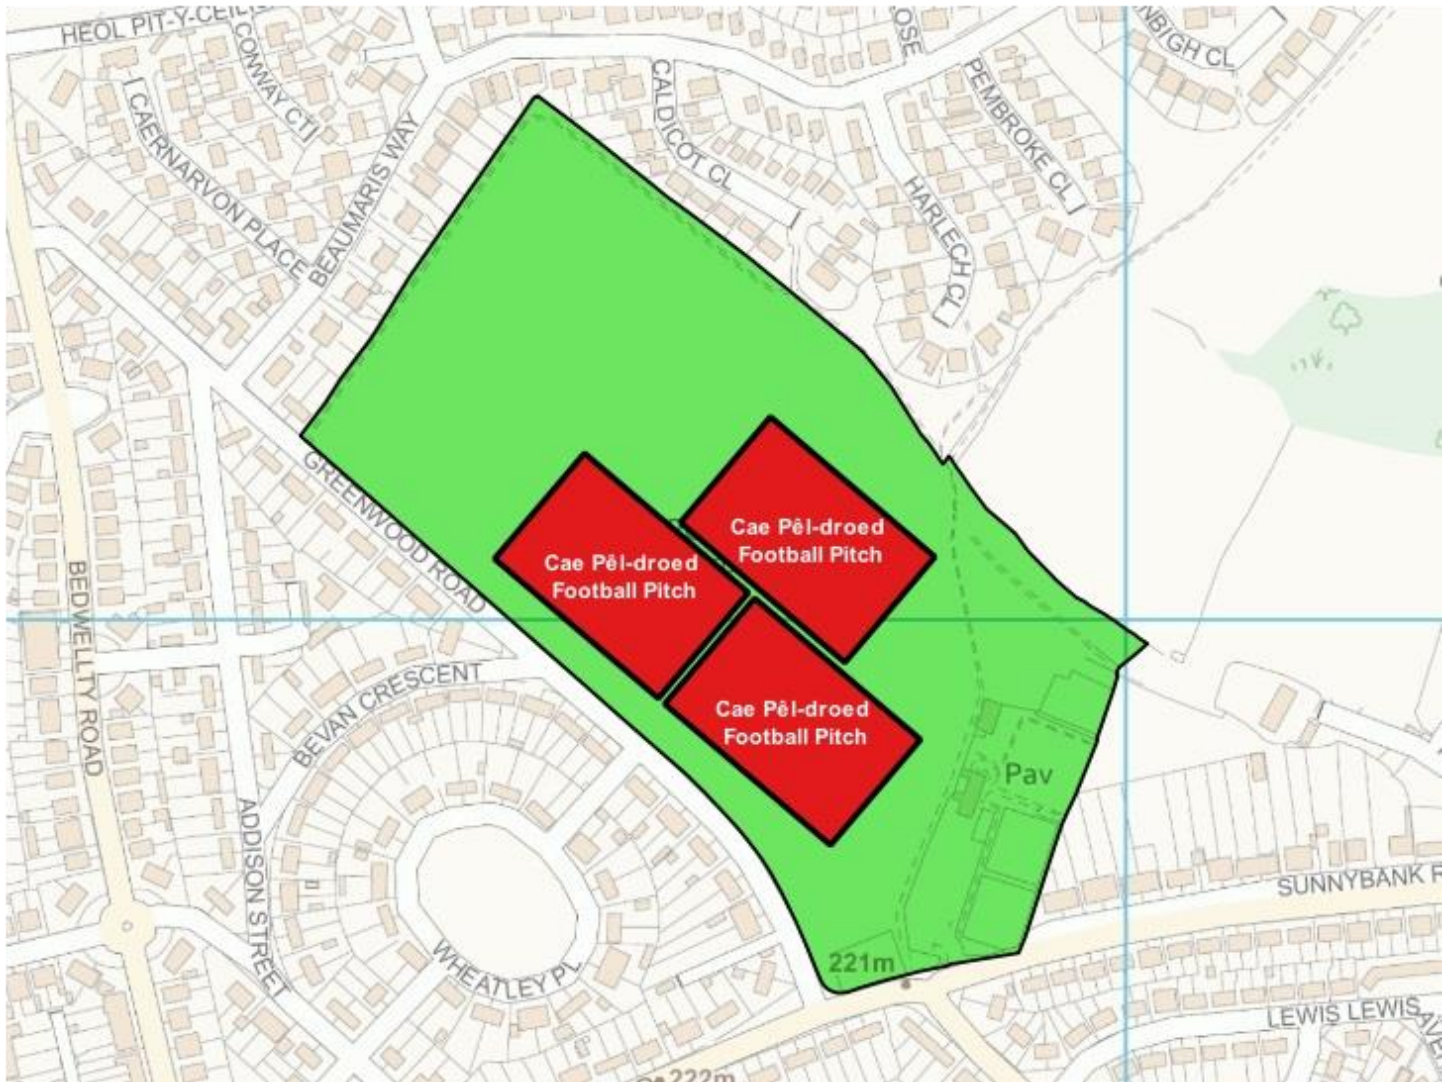 HEOL PIT-Y-CEILIO
CONWAY CT
CAERNARVON PLACE
BEAUMARIS WAY
CALDICOT CL
PEMBROKE CL
NBIGH CL
OSE
HARLECH CL
GREENWOOD ROAD
Cae Pêl-droed
Football Pitch
Cae Pêl-droed
Football Pitch
Cae Pêl-droed
Football Pitch
BEDWELLTY ROAD
BEVAN CRESCENT
ADDISON STREET
WHEATLEY PL
Pav
SUNNYBANK R
221m
LEWIS LEWIS
AVE
222m